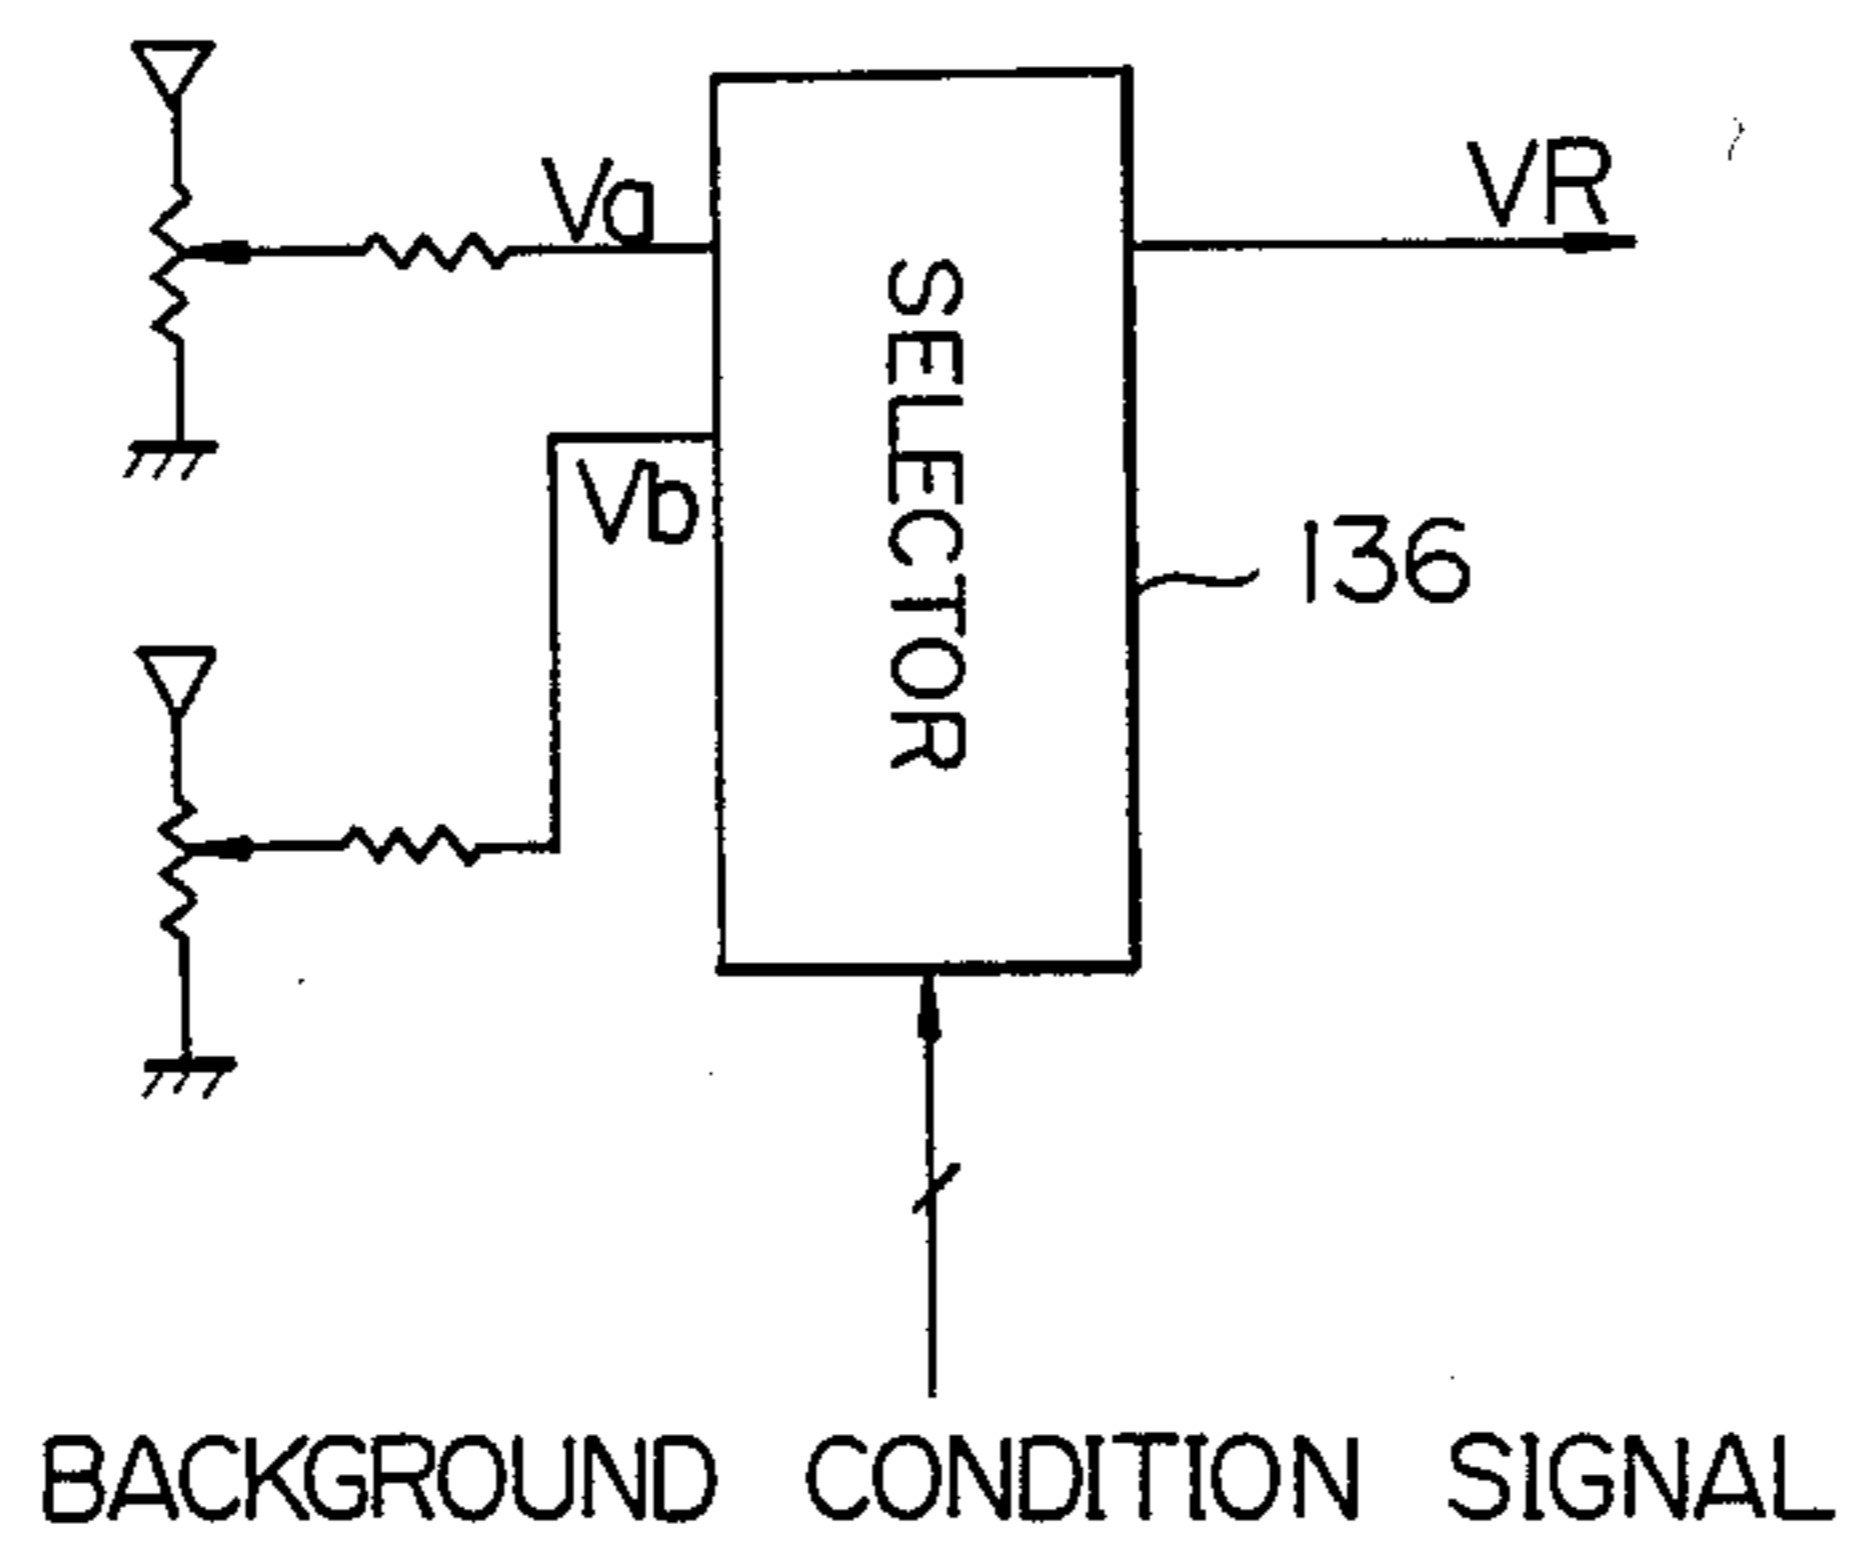 Va
VR
Vb
SELECTOR
136
BACKGROUND CONDITION SIGNAL